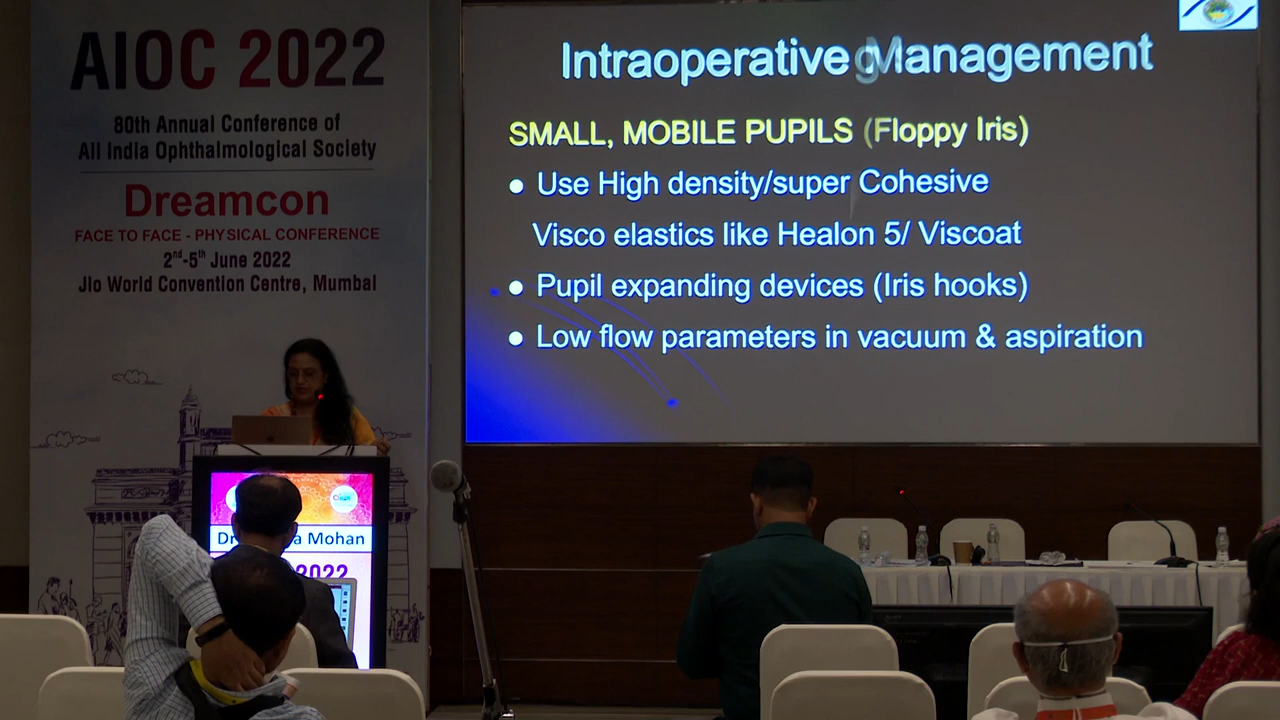 AIOC 2022
80th Annual Conference of
All India Ophthalmological Society
Dreamcon
FACE TO FACE - PHYSICAL CONFERENCE
2nd-5th June 2022
Jio World Convention Centre, Mumbai
Intraoperative Management
SMALL, MOBILE PUPILS (Floppy Iris)
● Use High density/super Cohesive
Visco elastics like Healon 5/ Viscoat
● Pupil expanding devices (Iris hooks)
● Low flow parameters in vacuum & aspiration
Mohan
2022